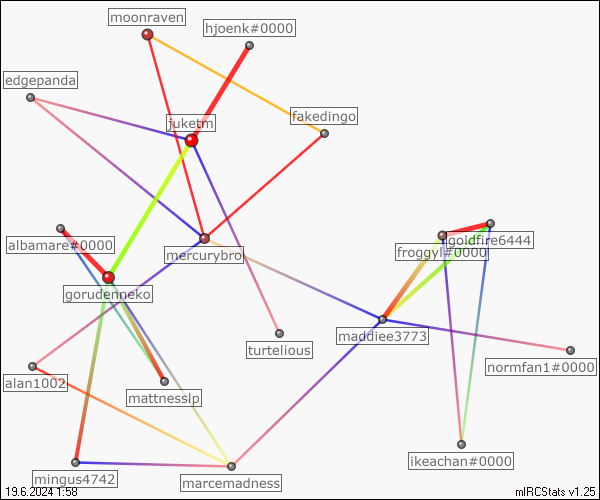 moonraven
hjoenk#0000
edgepanda
juketm
fakedingo
albamare#0000
mercurybro
goldfire6444
froggyl#0000
gorudenneko
maddiee3773
turtelious
normfan1#0000
alan1002
mattnesslp
ikeachan#0000
mingus4742
marcemadness
19.6.2024 1:58
mIRCStats v1.25